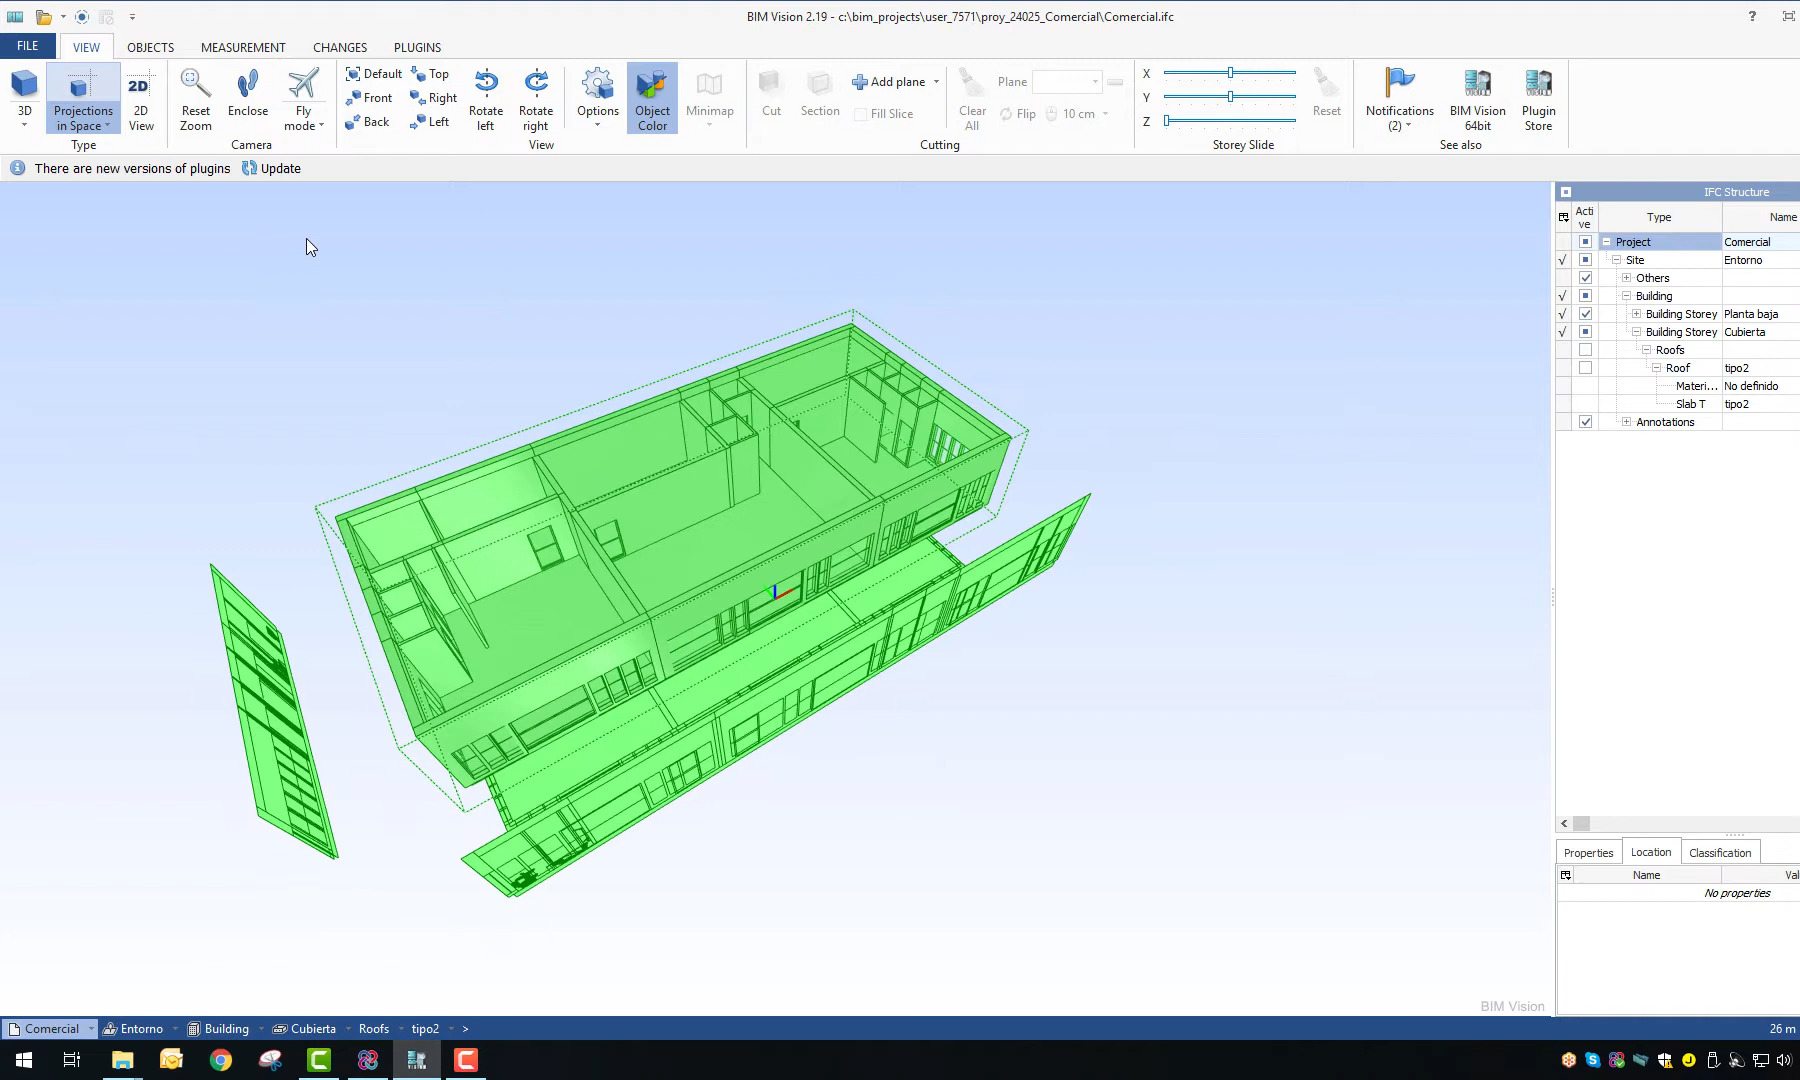 BIM Vision 2.19 - c:\bim_projects\user_7571\proy_24025_Comercial\Comercial.ifc
?
FILE VIEW OBJECTS MEASUREMENT CHANGES PLUGINS
3D
Projections in Space
2D
2D View
Type
Reset Zoom
Enclose
Fly mode
Camera
Default Top
Front Right
Back Left
Rotate left
Rotate right
View
Options
Object Color
Minimap
Cut
Section
Add plane
Fill Slice
Clear All
Plane
Flip 10 cm
Cutting
X
Y
Z
Reset
Storey Slide
Notifications (2)
BIM Vision 64bit
Plugin Store
See also
There are new versions of plugins Update
IFC Structure
Acti ve Type Name
Project Comercial
Site Entorno
Others
Building
Building Storey Planta baja
Building Storey Cubierta
Roofs
Roof tipo2
Materi... No definido
Slab T tipo2
Annotations
Properties Location Classification
Name Val
No properties
BIM Vision
Comercial Entorno Building Cubierta Roofs tipo2 >
26 m